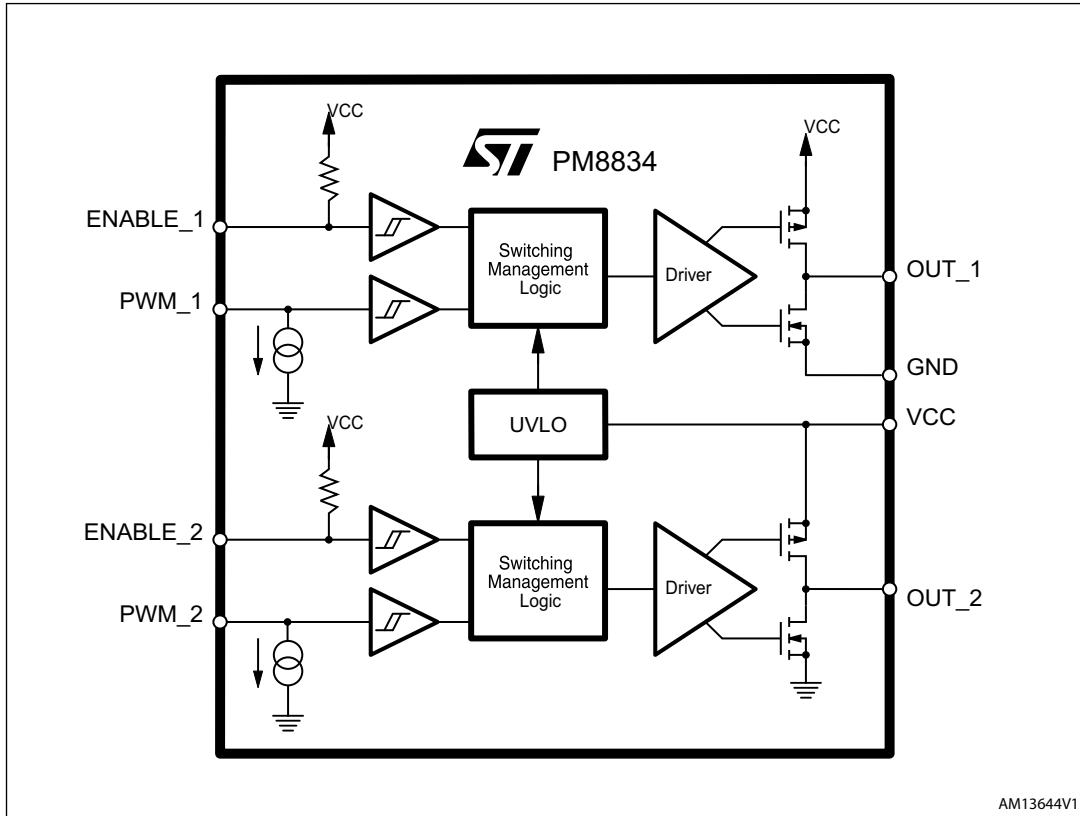 VCC
VCC
ST PM8834
ENABLE_1
Switching
Management
Logic
Driver
OUT_1
PWM_1
GND
VCC
UVLO
VCC
ENABLE_2
Switching
Management
Logic
Driver
OUT_2
PWM_2
AM13644V1